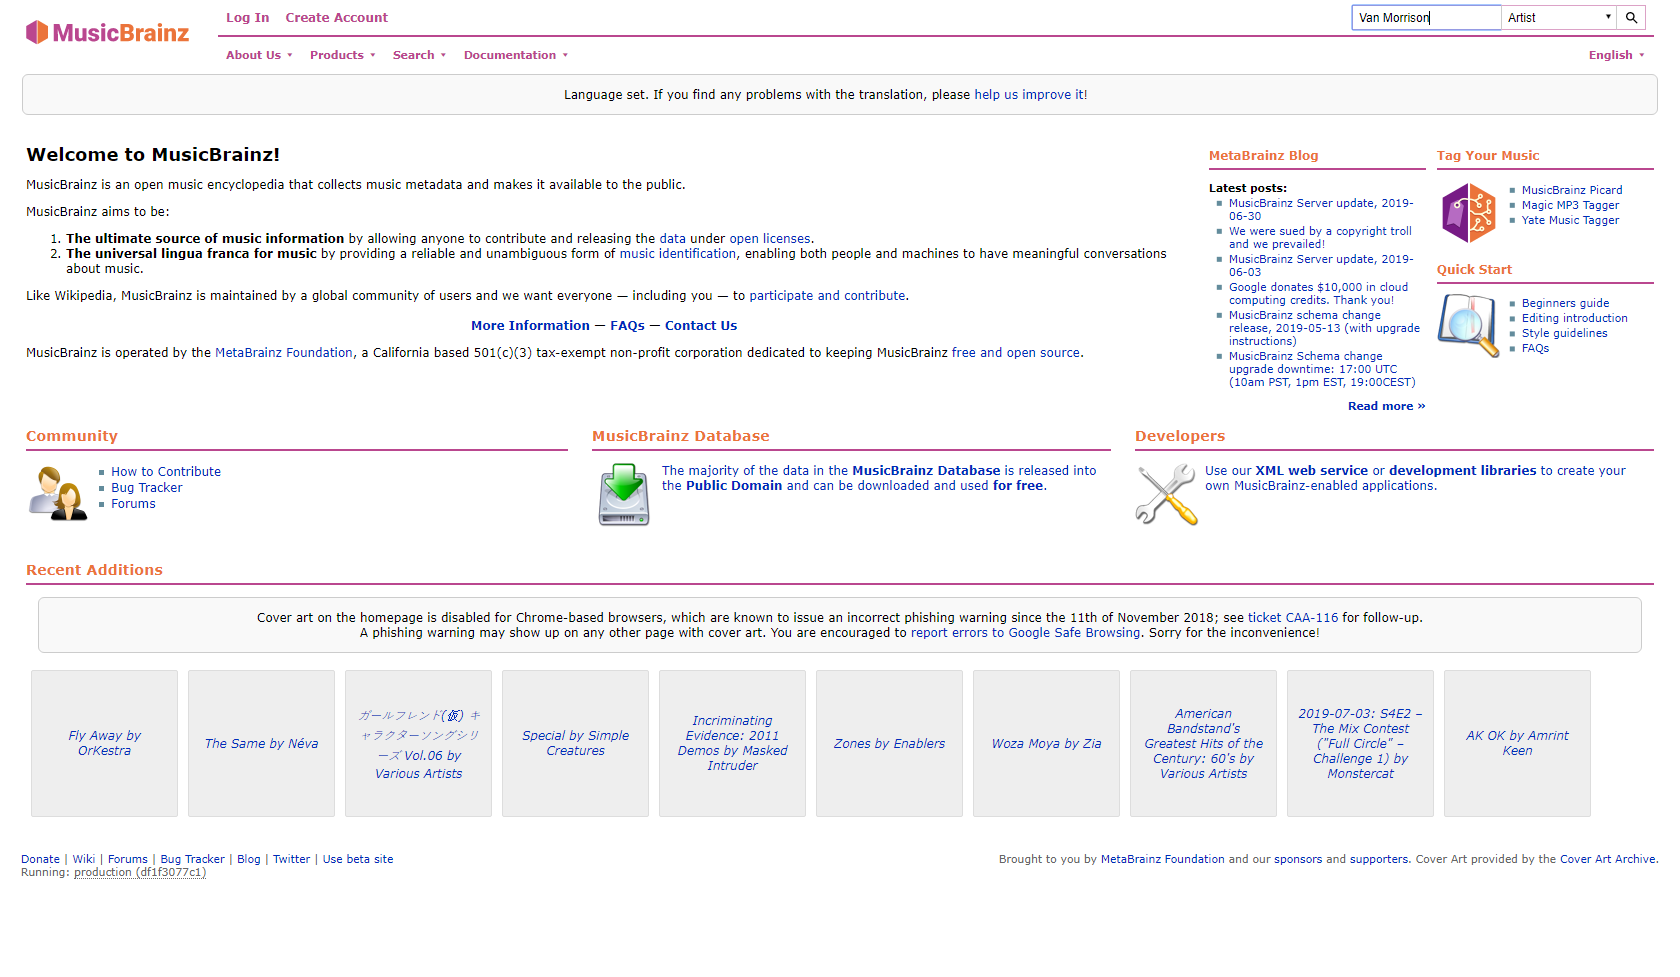 MusicBrainz
Log In Create Account
Van Morrison Artist
About Us Products Search Documentation English
Language set. If you find any problems with the translation, please help us improve it!
Welcome to MusicBrainz!
MusicBrainz is an open music encyclopedia that collects music metadata and makes it available to the public.
MusicBrainz aims to be:
1. The ultimate source of music information by allowing anyone to contribute and releasing the data under open licenses.
2. The universal lingua franca for music by providing a reliable and unambiguous form of music identification, enabling both people and machines to have meaningful conversations
about music.
Like Wikipedia, MusicBrainz is maintained by a global community of users and we want everyone — including you — to participate and contribute.
More Information — FAQs — Contact Us
MusicBrainz is operated by the MetaBrainz Foundation, a California based 501(c)(3) tax-exempt non-profit corporation dedicated to keeping MusicBrainz free and open source.
MetaBrainz Blog
Latest posts:
MusicBrainz Server update, 2019-
06-30
We were sued by a copyright troll
and we prevailed!
MusicBrainz Server update, 2019-
06-03
Google donates $10,000 in cloud
computing credits. Thank you!
MusicBrainz schema change
release, 2019-05-13 (with upgrade
instructions)
MusicBrainz Schema change
upgrade downtime: 17:00 UTC
(10am PST, 1pm EST, 19:00CEST)
Read more »
Tag Your Music
MusicBrainz Picard
Magic MP3 Tagger
Yate Music Tagger
Quick Start
Beginners guide
Editing introduction
Style guidelines
FAQs
Community
How to Contribute
Bug Tracker
Forums
MusicBrainz Database
The majority of the data in the MusicBrainz Database is released into
the Public Domain and can be downloaded and used for free.
Developers
Use our XML web service or development libraries to create your
own MusicBrainz-enabled applications.
Recent Additions
Cover art on the homepage is disabled for Chrome-based browsers, which are known to issue an incorrect phishing warning since the 11th of November 2018; see ticket CAA-116 for follow-up.
A phishing warning may show up on any other page with cover art. You are encouraged to report errors to Google Safe Browsing. Sorry for the inconvenience!
Fly Away by
OrKestra
The Same by Néva
ガールフレンド(仮) キ
ャラクターソングシリ
ーズ Vol.06 by
Various Artists
Special by Simple
Creatures
Incriminating
Evidence: 2011
Demos by Masked
Intruder
Zones by Enablers
Woza Moya by Zia
American
Bandstand's
Greatest Hits of the
Century: 60's by
Various Artists
2019-07-03: S4E2 –
The Mix Contest
("Full Circle" –
Challenge 1) by
Monstercat
AK OK by Amrint
Keen
Donate | Wiki | Forums | Bug Tracker | Blog | Twitter | Use beta site
Running: production (df1f3077c1)
Brought to you by MetaBrainz Foundation and our sponsors and supporters. Cover Art provided by the Cover Art Archive.